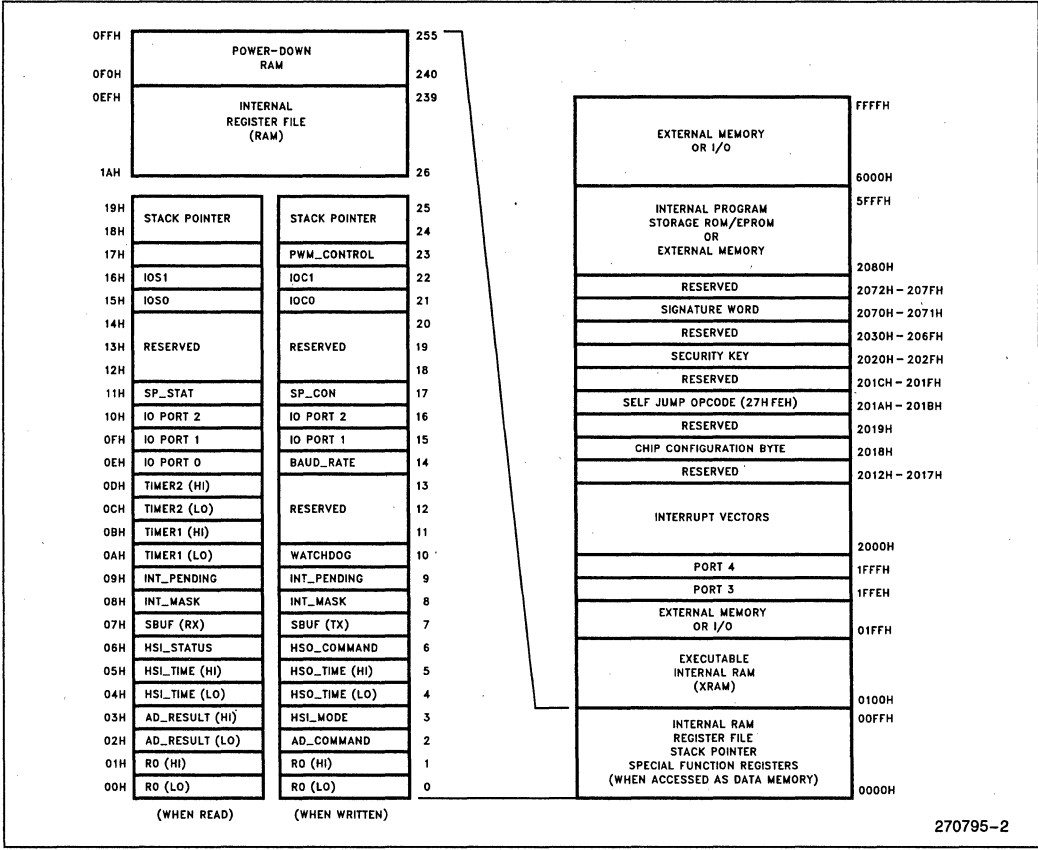 0FFH POWER-DOWN RAM 255
0F0H 240
0EFH INTERNAL REGISTER FILE (RAM) 239
1AH 26
19H STACK POINTER STACK POINTER 25
18H 24
17H PWM_CONTROL 23
16H IOS1 IOC1 22
15H IOS0 IOC0 21
14H 20
13H RESERVED RESERVED 19
12H 18
11H SP_STAT SP_CON 17
10H IO PORT 2 IO PORT 2 16
0FH IO PORT 1 IO PORT 1 15
0EH IO PORT 0 BAUD_RATE 14
0DH TIMER2 (HI) 13
0CH TIMER2 (LO) RESERVED 12
0BH TIMER1 (HI) 11
0AH TIMER1 (LO) WATCHDOG 10
09H INT_PENDING INT_PENDING 9
08H INT_MASK INT_MASK 8
07H SBUF (RX) SBUF (TX) 7
06H HSI_STATUS HSO_COMMAND 6
05H HSI_TIME (HI) HSO_TIME (HI) 5
04H HSI_TIME (LO) HSO_TIME (LO) 4
03H AD_RESULT (HI) HSI_MODE 3
02H AD_RESULT (LO) AD_COMMAND 2
01H R0 (HI) R0 (HI) 1
00H R0 (LO) R0 (LO) 0
(WHEN READ) (WHEN WRITTEN)
FFFFH
EXTERNAL MEMORY
OR I/O
6000H
5FFFH
INTERNAL PROGRAM
STORAGE ROM/EPROM
OR
EXTERNAL MEMORY
2080H
RESERVED 2072H – 207FH
SIGNATURE WORD 2070H – 2071H
RESERVED 2030H – 206FH
SECURITY KEY 2020H – 202FH
RESERVED 201CH – 201FH
SELF JUMP OPCODE (27H FEH) 201AH – 201BH
RESERVED 2019H
CHIP CONFIGURATION BYTE 2018H
RESERVED 2012H – 2017H
INTERRUPT VECTORS
2000H
PORT 4 1FFFH
PORT 3 1FFEH
EXTERNAL MEMORY
OR I/O 01FFH
EXECUTABLE
INTERNAL RAM
(XRAM)
0100H
00FFH
INTERNAL RAM
REGISTER FILE
STACK POINTER
SPECIAL FUNCTION REGISTERS
(WHEN ACCESSED AS DATA MEMORY)
0000H
270795–2